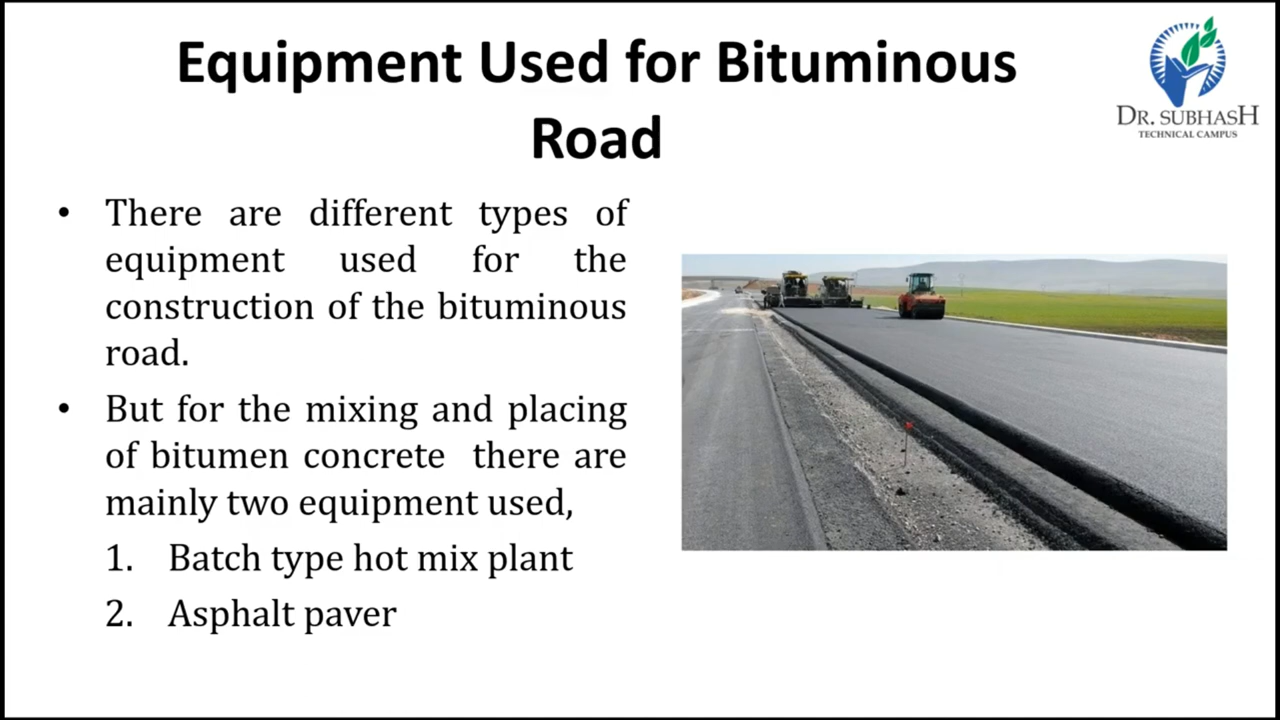 Equipment Used for Bituminous
Road
DR. SUBHASH
TECHNICAL CAMPUS
• There are different types of
equipment used for the
construction of the bituminous
road.
• But for the mixing and placing
of bitumen concrete there are
mainly two equipment used,
1. Batch type hot mix plant
2. Asphalt paver